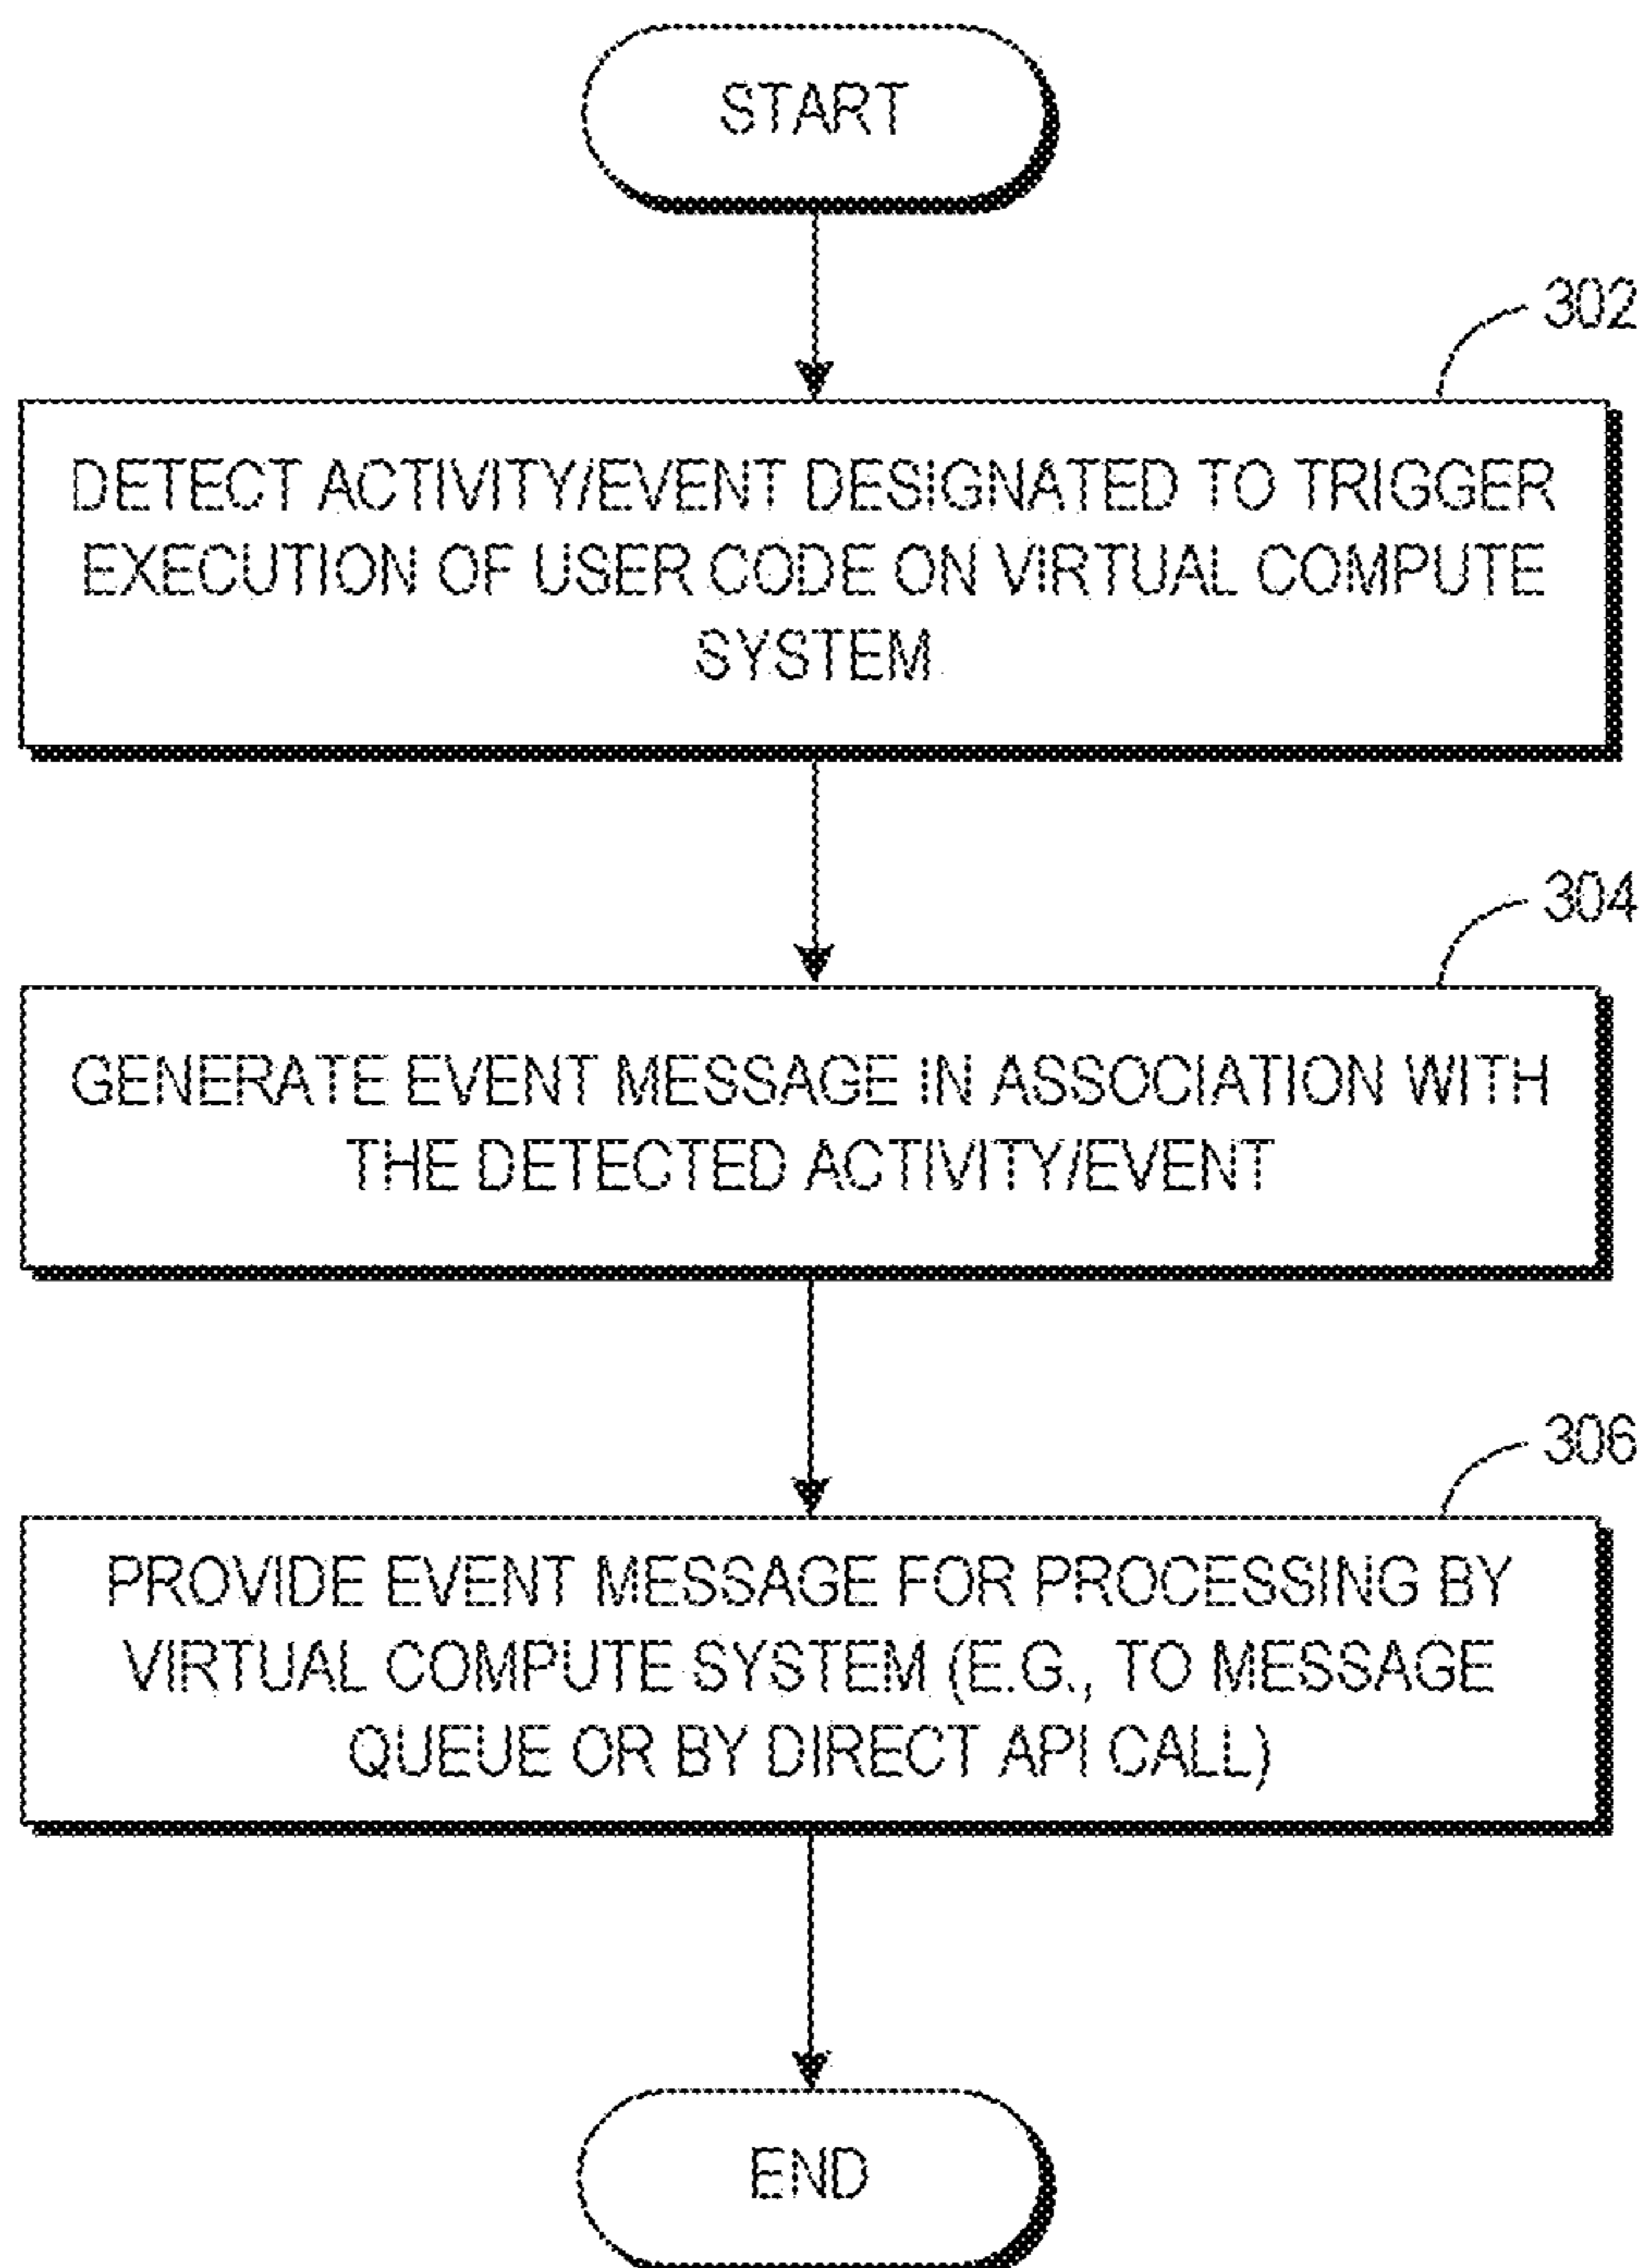 START
302
DETECT ACTIVITY/EVENT DESIGNATED TO TRIGGER
EXECUTION OF USER CODE ON VIRTUAL COMPUTE
SYSTEM
304
GENERATE EVENT MESSAGE IN ASSOCIATION WITH
THE DETECTED ACTIVITY/EVENT
306
PROVIDE EVENT MESSAGE FOR PROCESSING BY
VIRTUAL COMPUTE SYSTEM (E.G., TO MESSAGE
QUEUE OR BY DIRECT API CALL)
END